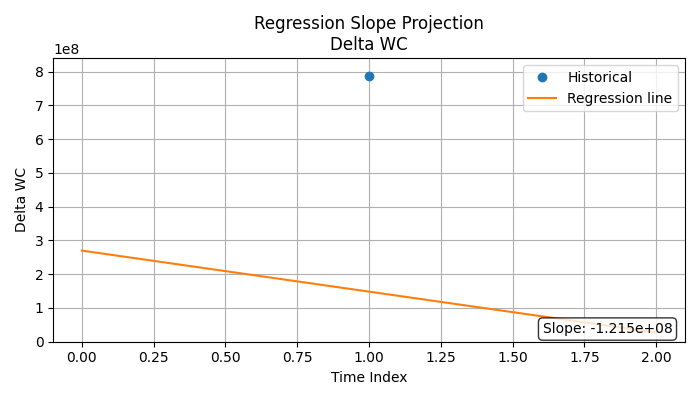 Regression Slope Projection
Delta WC
1e8
Historical
Regression line
8
7
6
5
4
3
2
1
0
Delta WC
Slope: -1.215e+08
0.00 0.25 0.50 0.75 1.00 1.25 1.50 1.75 2.00
Time Index